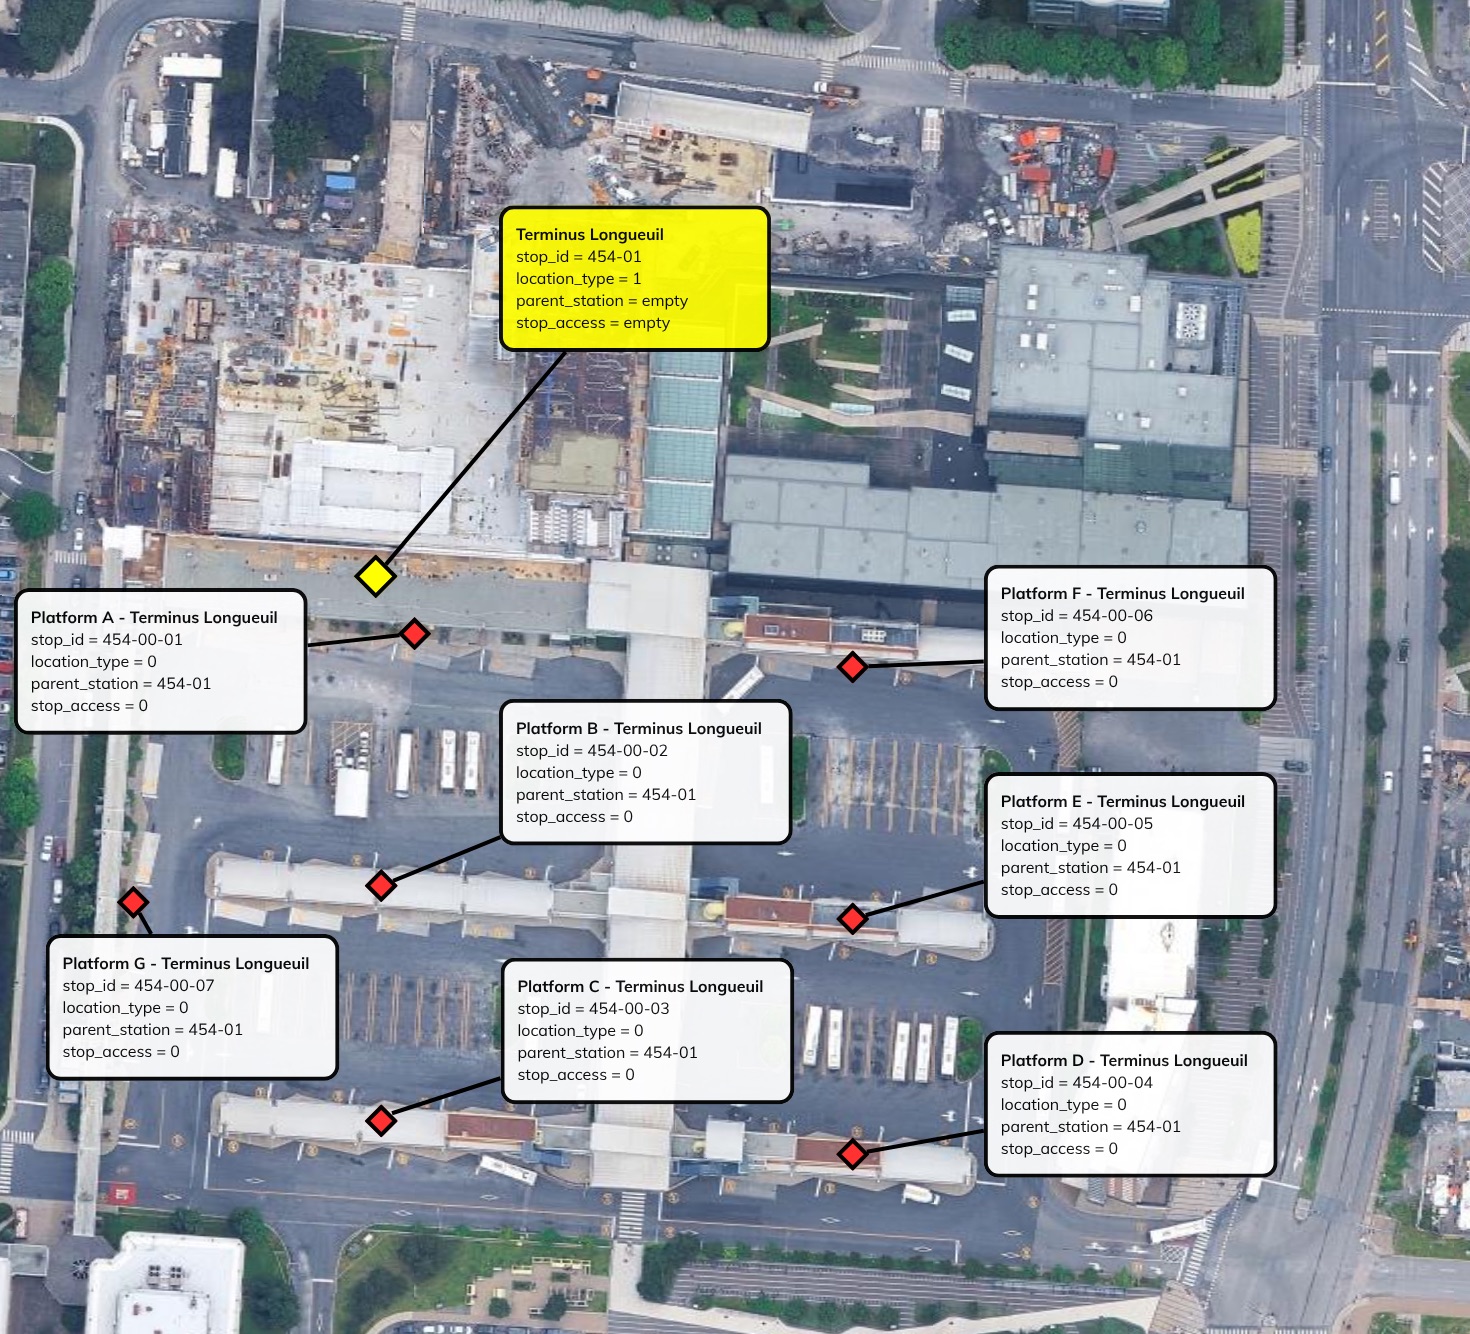 Terminus Longueuil
stop_id = 454-01
location_type = 1
parent_station = empty
stop_access = empty
Platform A - Terminus Longueuil
stop_id = 454-00-01
location_type = 0
parent_station = 454-01
stop_access = 0
Platform F - Terminus Longueuil
stop_id = 454-00-06
location_type = 0
parent_station = 454-01
stop_access = 0
Platform B - Terminus Longueuil
stop_id = 454-00-02
location_type = 0
parent_station = 454-01
stop_access = 0
Platform E - Terminus Longueuil
stop_id = 454-00-05
location_type = 0
parent_station = 454-01
stop_access = 0
Platform G - Terminus Longueuil
stop_id = 454-00-07
location_type = 0
parent_station = 454-01
stop_access = 0
Platform C - Terminus Longueuil
stop_id = 454-00-03
location_type = 0
parent_station = 454-01
stop_access = 0
Platform D - Terminus Longueuil
stop_id = 454-00-04
location_type = 0
parent_station = 454-01
stop_access = 0